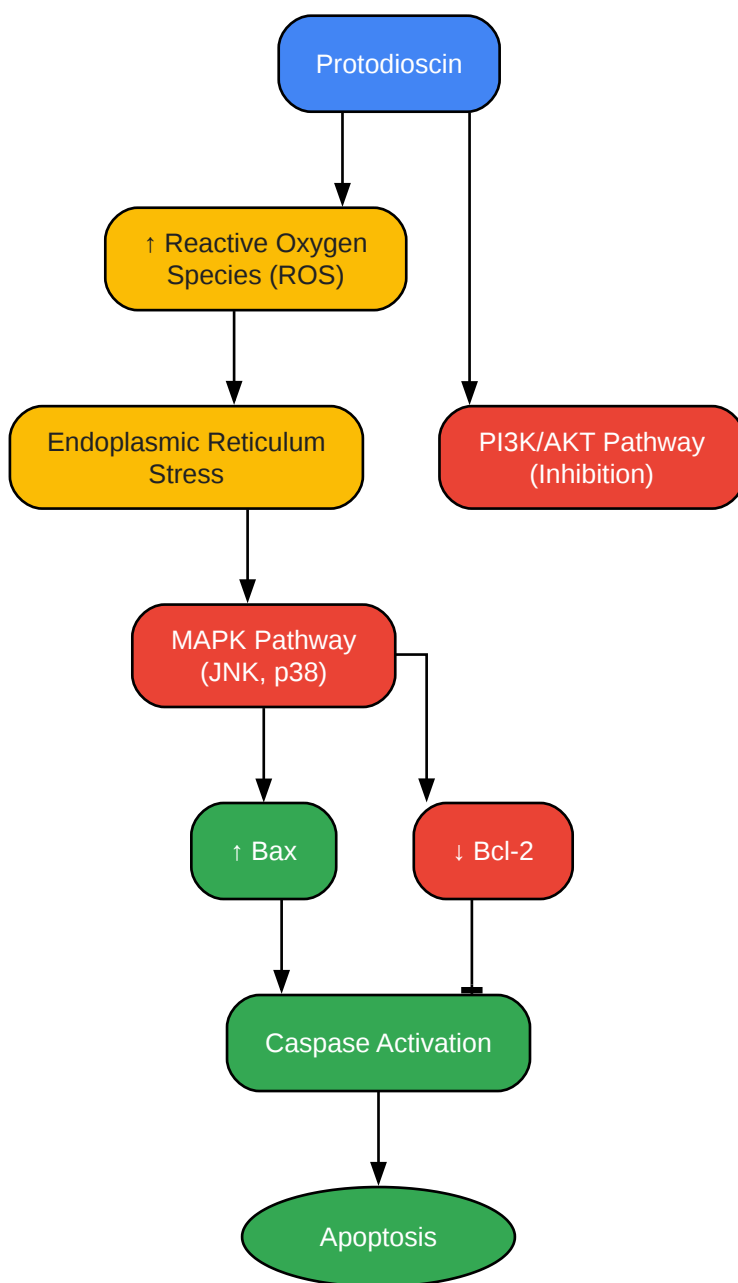 Protodioscin
↑ Reactive Oxygen
Species (ROS)
Endoplasmic Reticulum
Stress
PI3K/AKT Pathway
(Inhibition)
MAPK Pathway
(JNK, p38)
↑ Bax
↓ Bcl-2
Caspase Activation
Apoptosis